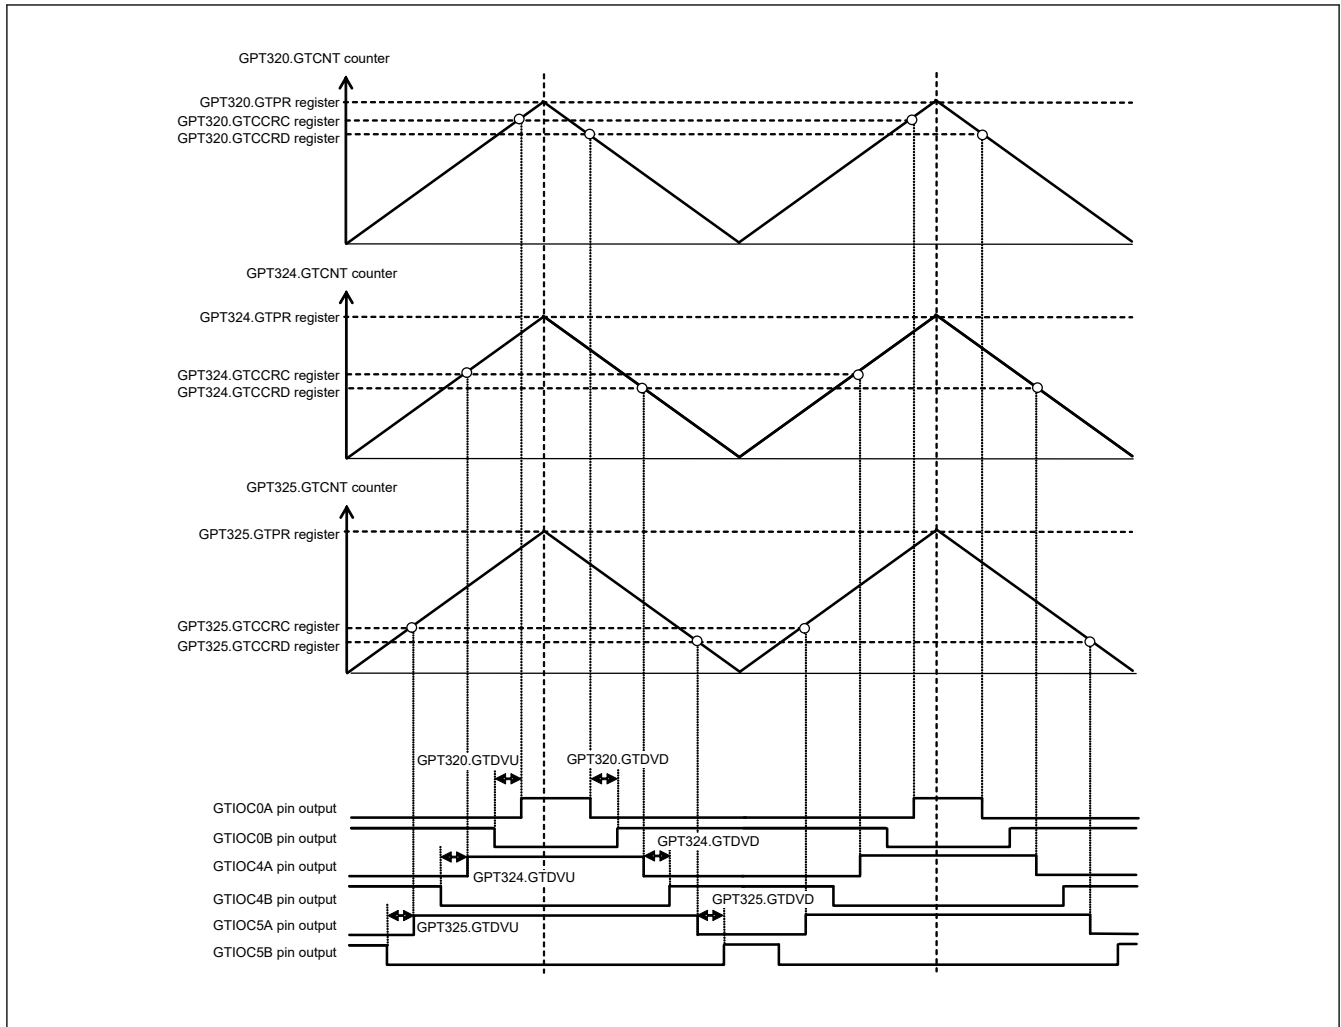 GPT320.GTCNT counter
GPT320.GTPR register
GPT320.GTCCRC register
GPT320.GTCCRD register
GPT324.GTCNT counter
GPT324.GTPR register
GPT324.GTCCRC register
GPT324.GTCCRD register
GPT325.GTCNT counter
GPT325.GTPR register
GPT325.GTCCRC register
GPT325.GTCCRD register
GPT320.GTDVU
GPT320.GTDVD
GTIOC0A pin output
GTIOC0B pin output
GPT324.GTDVD
GTIOC4A pin output
GPT324.GTDVU
GTIOC4B pin output
GPT325.GTDVD
GTIOC5A pin output
GPT325.GTDVU
GTIOC5B pin output